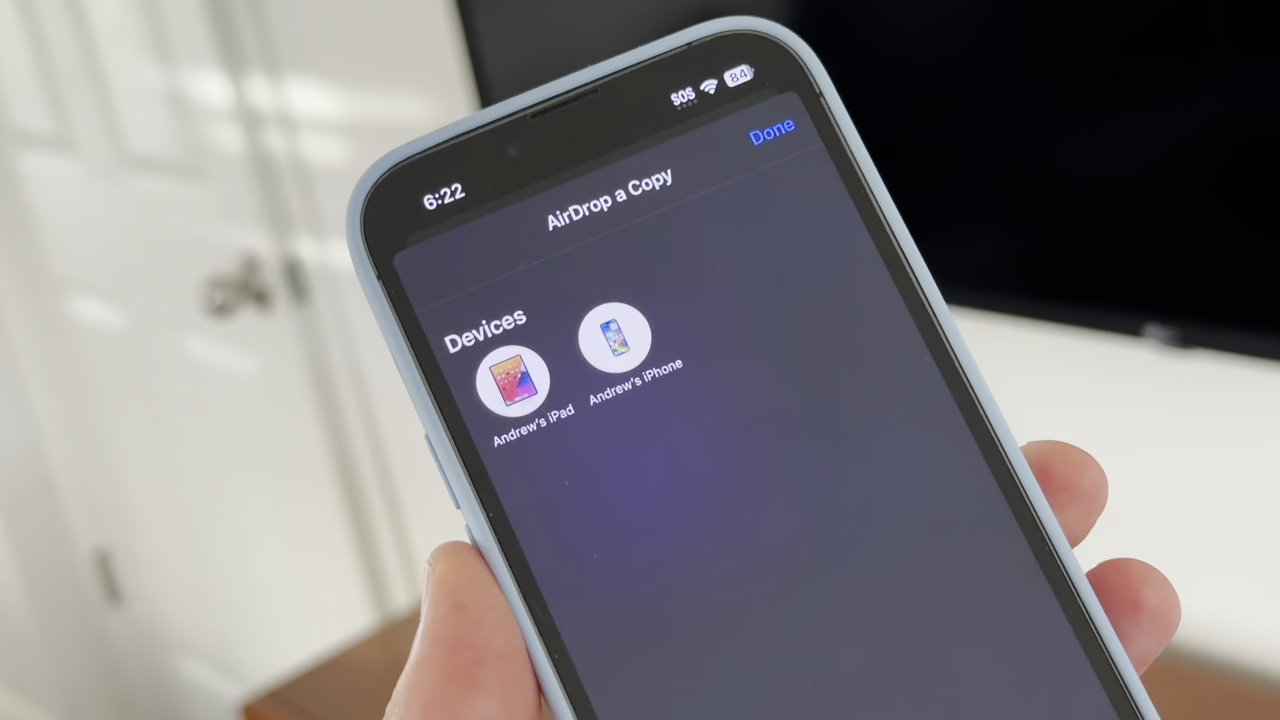 6:22
SOS 84
Done
AirDrop a Copy
Devices
Andrew's iPad
Andrew's iPhone